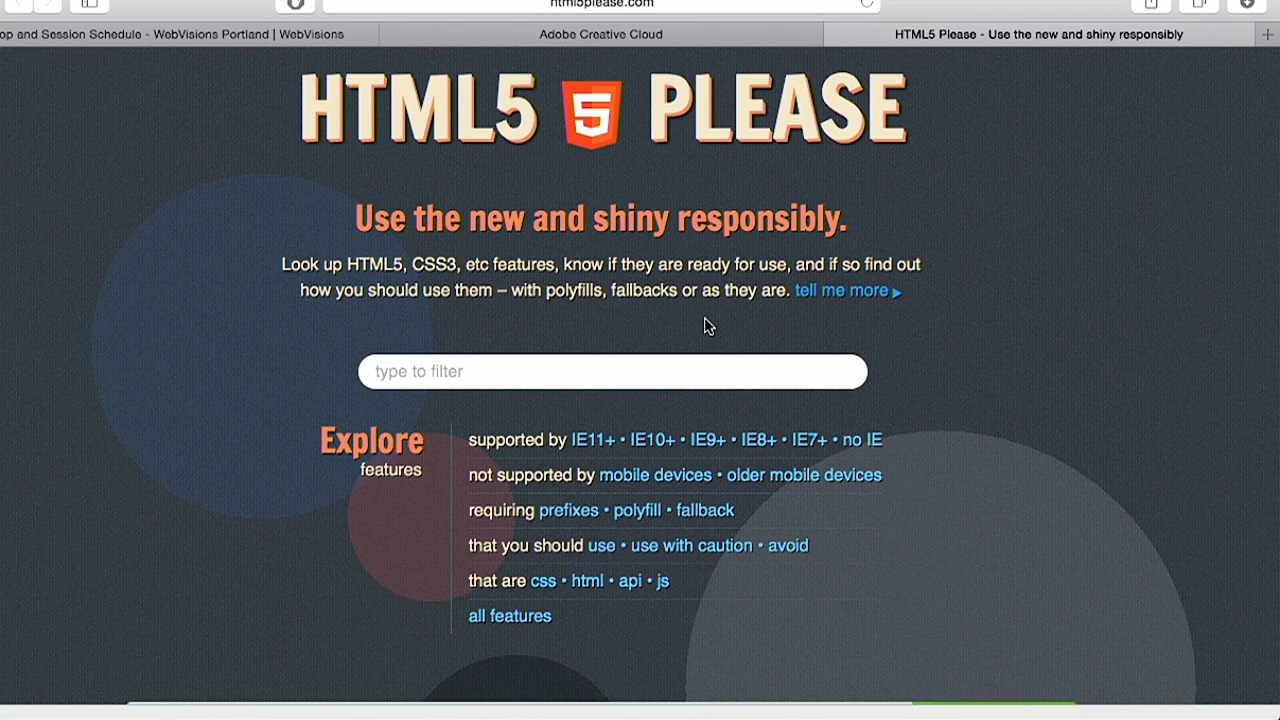 html5please.com
op and Session Schedule - WebVisions Portland | WebVisions
Adobe Creative Cloud
HTML5 Please - Use the new and shiny responsibly
HTML5 5 PLEASE
Use the new and shiny responsibly.
Look up HTML5, CSS3, etc features, know if they are ready for use, and if so find out
how you should use them – with polyfills, fallbacks or as they are. tell me more ▸
type to filter
Explore
features
supported by IE11+ • IE10+ • IE9+ • IE8+ • IE7+ • no IE
not supported by mobile devices • older mobile devices
requiring prefixes • polyfill • fallback
that you should use • use with caution • avoid
that are css • html • api • js
all features